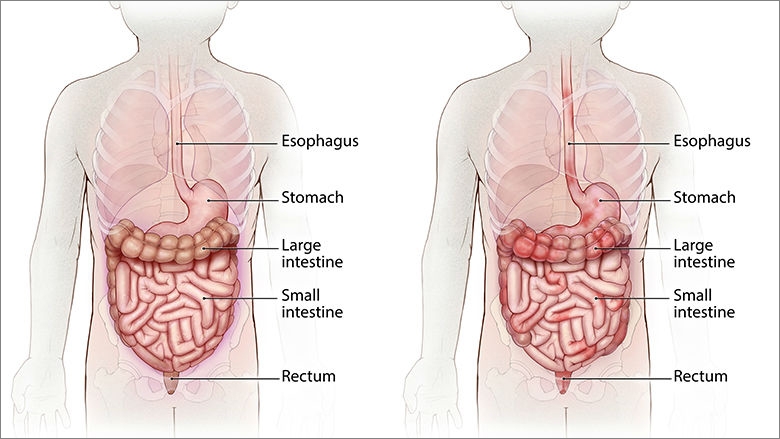 Esophagus
Stomach
Large
intestine
Small
intestine
Rectum
Esophagus
Stomach
Large
intestine
Small
intestine
Rectum